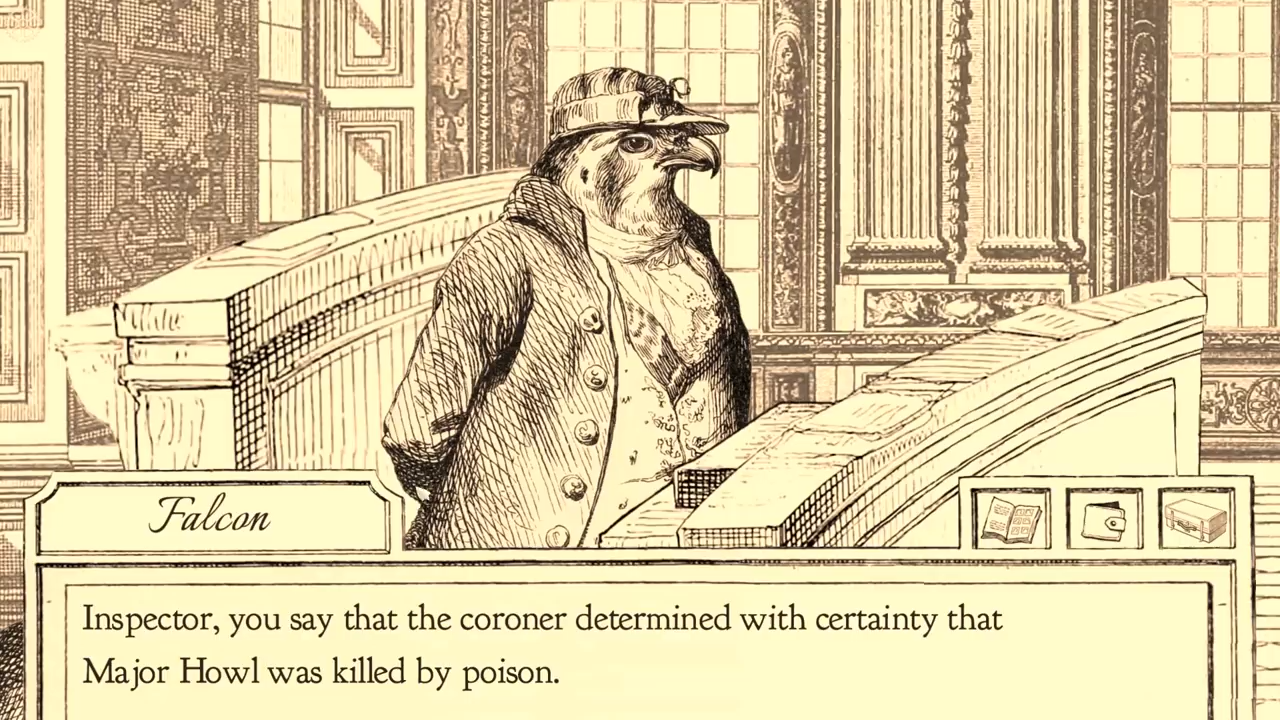 Falcon
Inspector, you say that the coroner determined with certainty that
Major Howl was killed by poison.